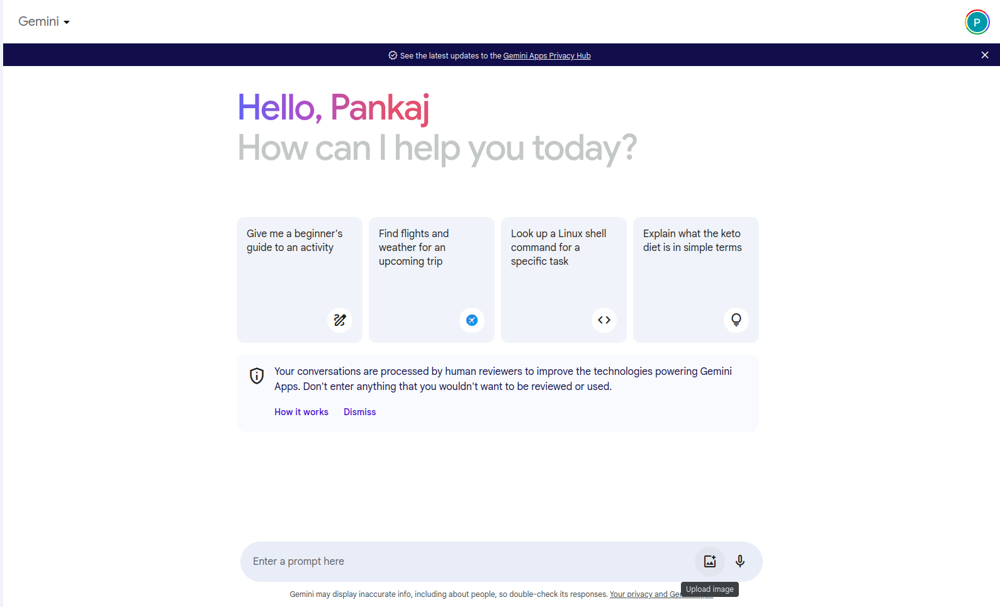 Gemini
P
See the latest updates to the Gemini Apps Privacy Hub
Hello, Pankaj
How can I help you today?
Give me a beginner's
guide to an activity
Find flights and
weather for an
upcoming trip
Look up a Linux shell
command for a
specific task
Explain what the keto
diet is in simple terms
Your conversations are processed by human reviewers to improve the technologies powering Gemini
Apps. Don't enter anything that you wouldn't want to be reviewed or used.
How it works Dismiss
Enter a prompt here
Gemini may display inaccurate info, including about people, so double-check its responses. Your privacy and
Upload image